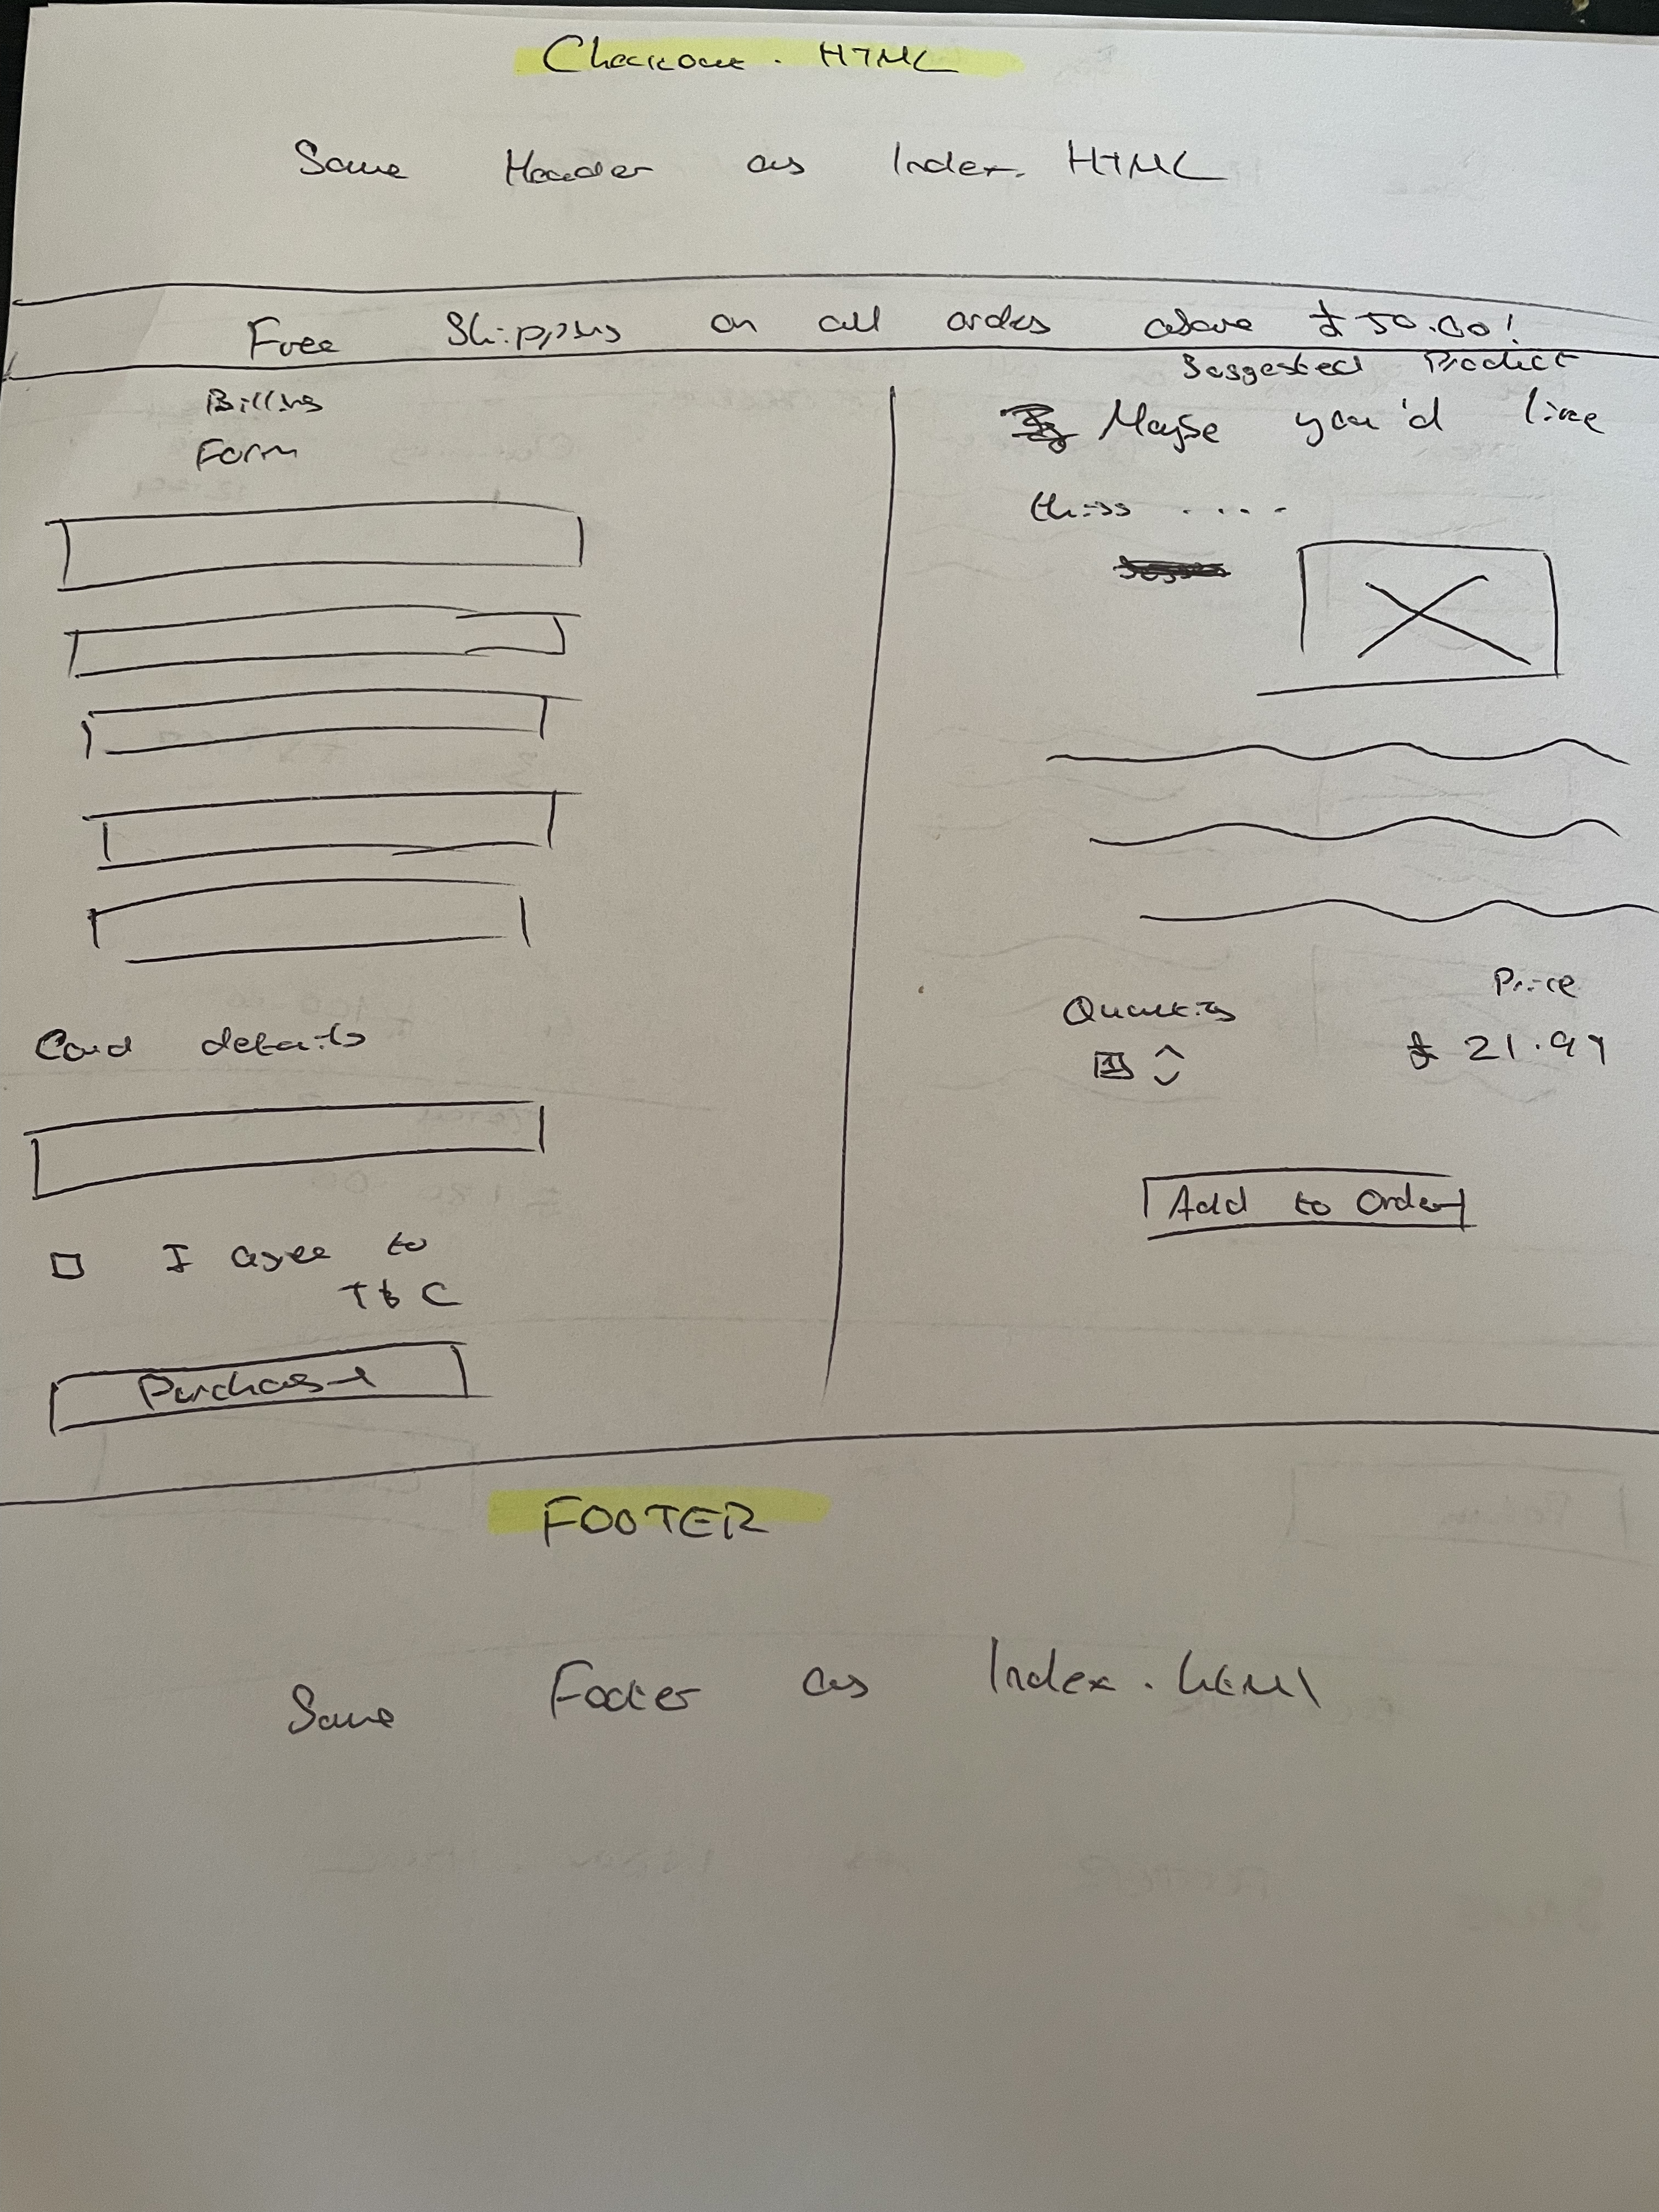 Checkout. HTML
Same Header as Index. HTML
Free Shipping on all orders above £50.00!
Billing
Form
Card details
I agree to
T&C
Purchase
Suggested Product
Maybe you'd like
this ....
Quantity
Price
1
£21.99
Add to Order
FOOTER
Same Footer as Index.html